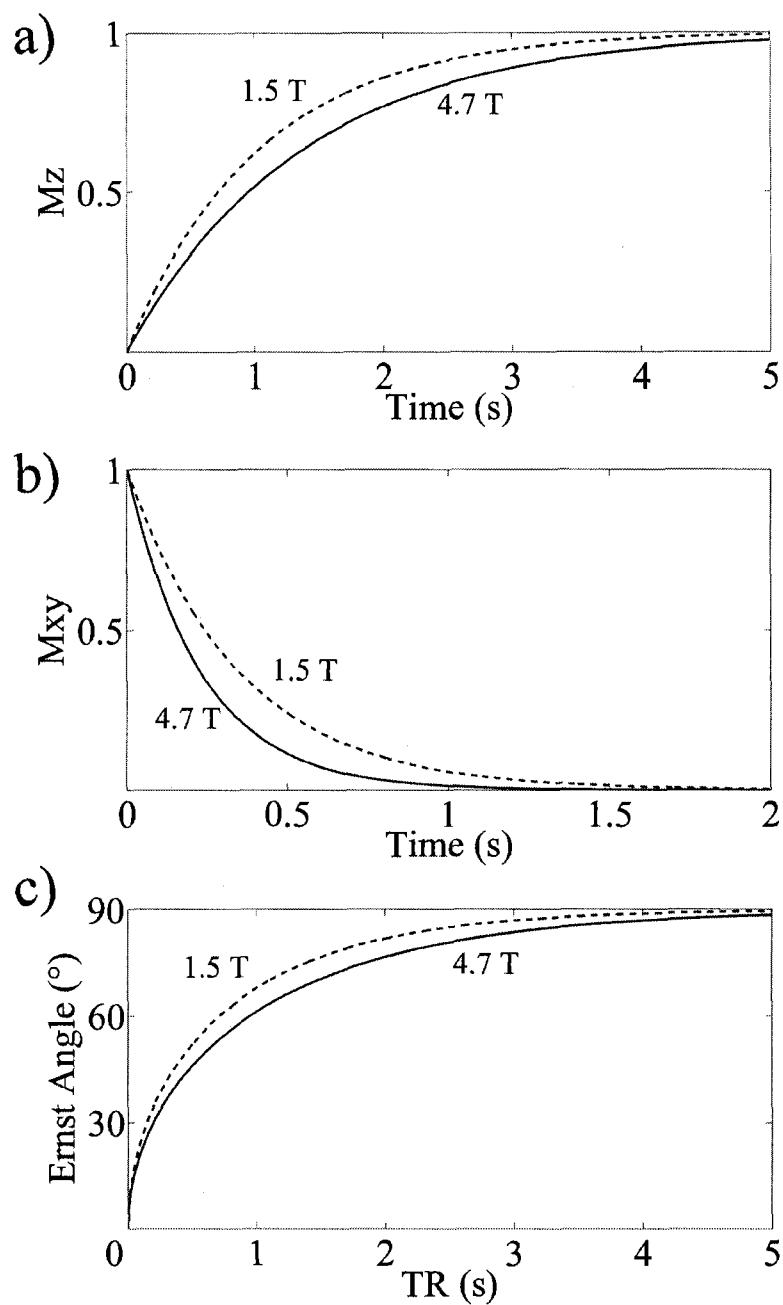 a)
1
1.5 T
4.7 T
Mz
0.5
0 1 2 3 4 5
Time (s)
b)
1
Mxy
0.5
1.5 T
4.7 T
0 0.5 1 1.5 2
Time (s)
c)
90
1.5 T
4.7 T
60
Ernst Angle (°)
30
0 1 2 3 4 5
TR (s)